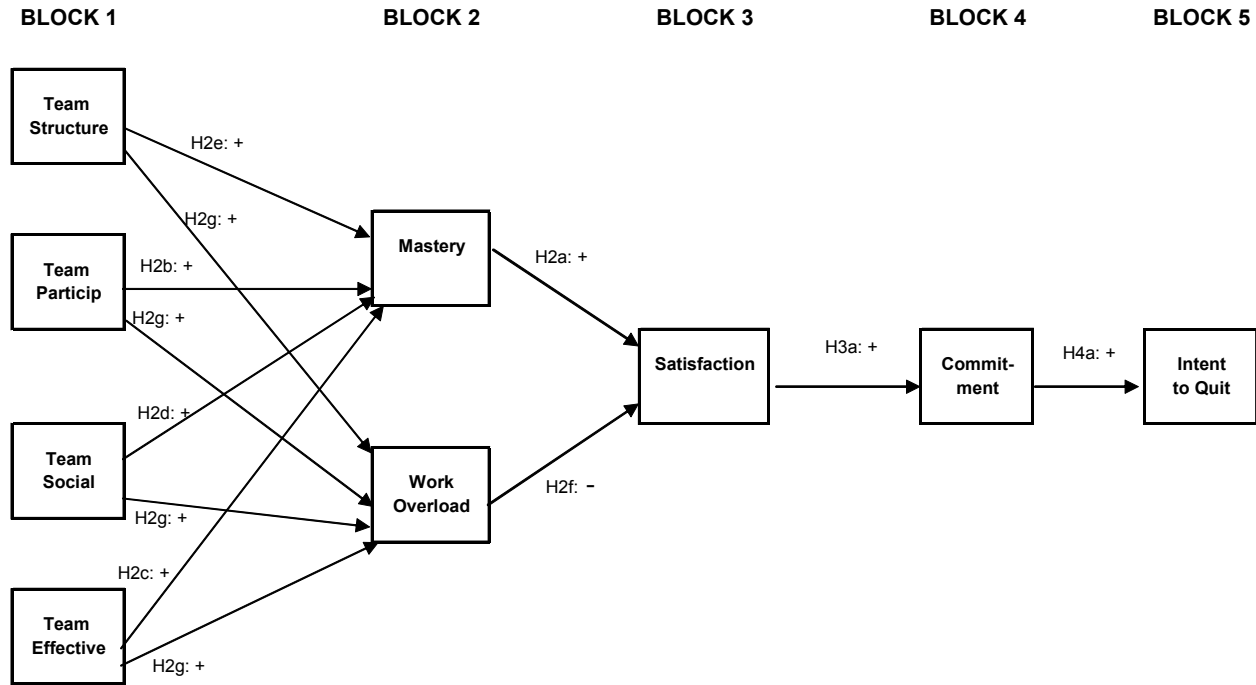 BLOCK 1 BLOCK 2 BLOCK 3 BLOCK 4 BLOCK 5
Team
Structure
H2e: +
H2g: +
Mastery
Team
Particip
H2b: +
H2g: +
H2a: +
Satisfaction
H3a: +
Commit-
ment
H4a: +
Intent
to Quit
H2d: +
Team
Social
H2g: +
Work
Overload
H2f: -
H2c: +
Team
Effective
H2g: +